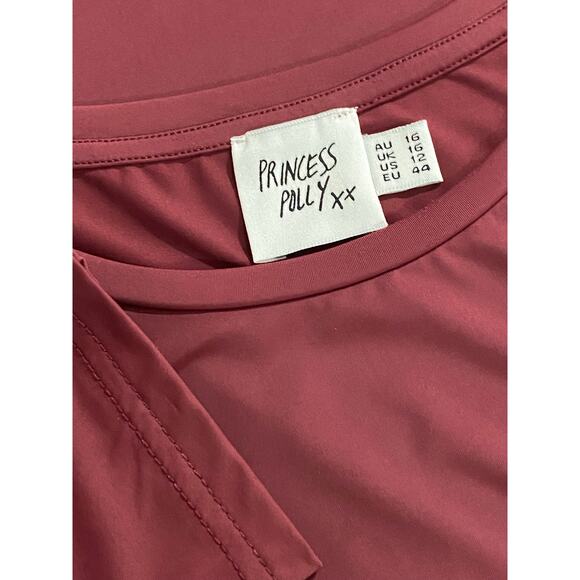 PRINCESS
POLLY xx
AU 16
UK 16
US 12
EU 44